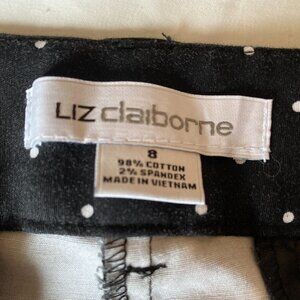 LIZ claiborne
8
98% COTTON
2% SPANDEX
MADE IN VIETNAM